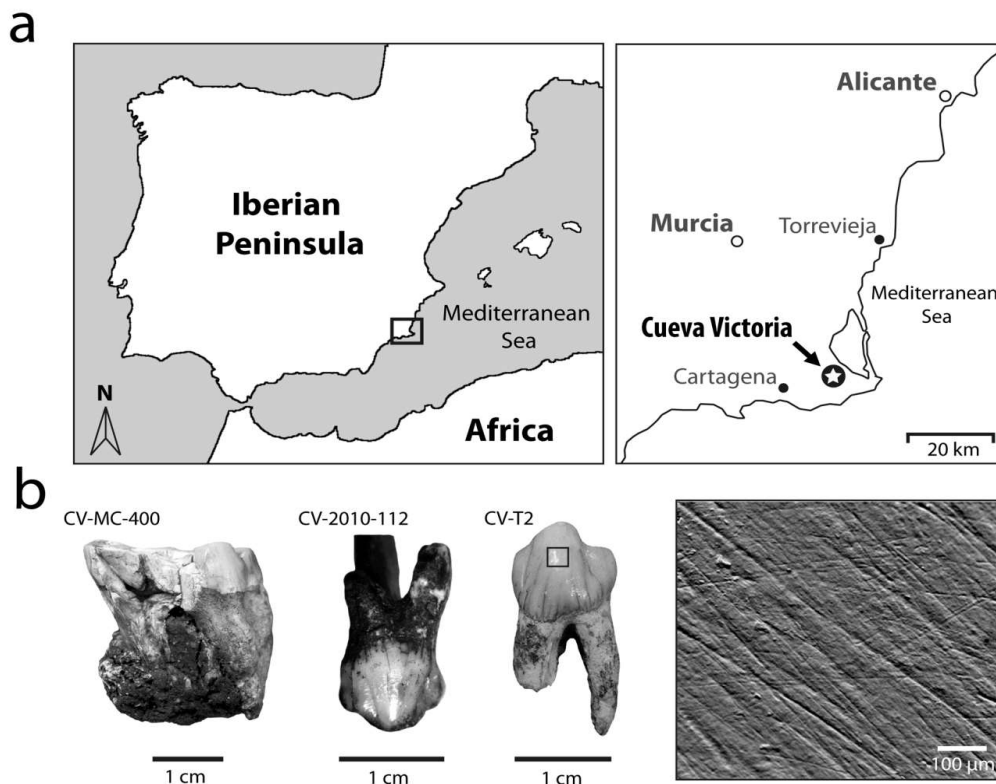 a
Iberian
Peninsula
Mediterranean
Sea
Africa
N
Alicante
Murcia
Torrevieja
Mediterranean
Sea
Cueva Victoria
Cartagena
20 km
b
CV-MC-400
CV-2010-112
CV-T2
1 cm
1 cm
1 cm
100 µm